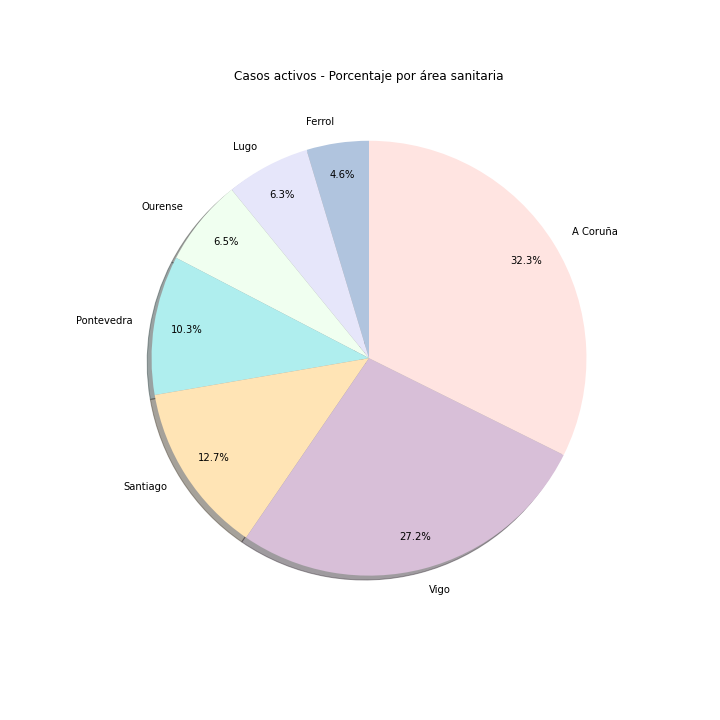 Casos activos - Porcentaje por área sanitaria
Ferrol
4.6%
Lugo
6.3%
Ourense
6.5%
Pontevedra
10.3%
Santiago
12.7%
Vigo
27.2%
A Coruña
32.3%